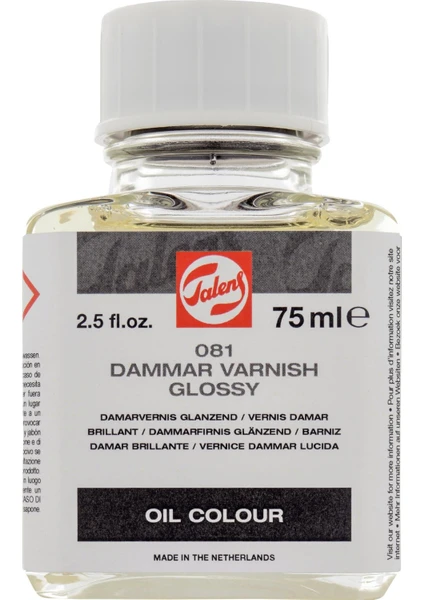 Talens
2.5 fl.oz. 75 ml e
081
DAMMAR VARNISH
GLOSSY
DAMARVERNIS GLANZEND / VERNIS DAMAR
BRILLANT / DAMMARFIRNIS GLÄNZEND / BARNIZ
DAMAR BRILLANTE / VERNICE DAMMAR LUCIDA
OIL COLOUR
MADE IN THE NETHERLANDS
Visit our website for more information • Pour plus d'information visitez notre site
internet • Mehr Informationen auf unseren Webseiten • Bezoek onze website voor